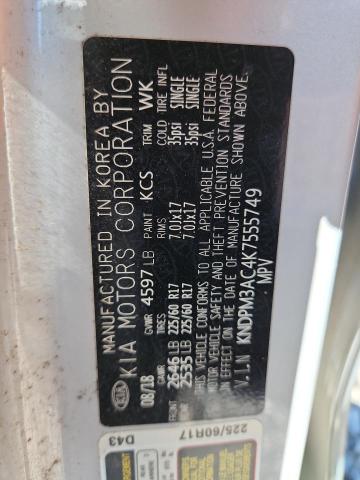 MANUFACTURED IN KOREA BY
KIA KIA MOTORS CORPORATION
08/18 GVWR 4597 LB PAINT KCS TRIM WK
TIRES RIMS COLD TIRE INFL
FRONT 2646 LB 225/60 R17 7.0Jx17 35psi SINGLE
2535 LB 225/60 R17 7.0Jx17 35psi SINGLE
THIS VEHICLE CONFORMS TO ALL APPLICABLE U.S.A. FEDERAL
MOTOR VEHICLE SAFETY AND THEFT PREVENTION STANDARDS
IN EFFECT ON THE DATE OF MANUFACTURE SHOWN ABOVE.
V.I.N KNDPM3AC4K7555749
MPV
D43
225/60R17